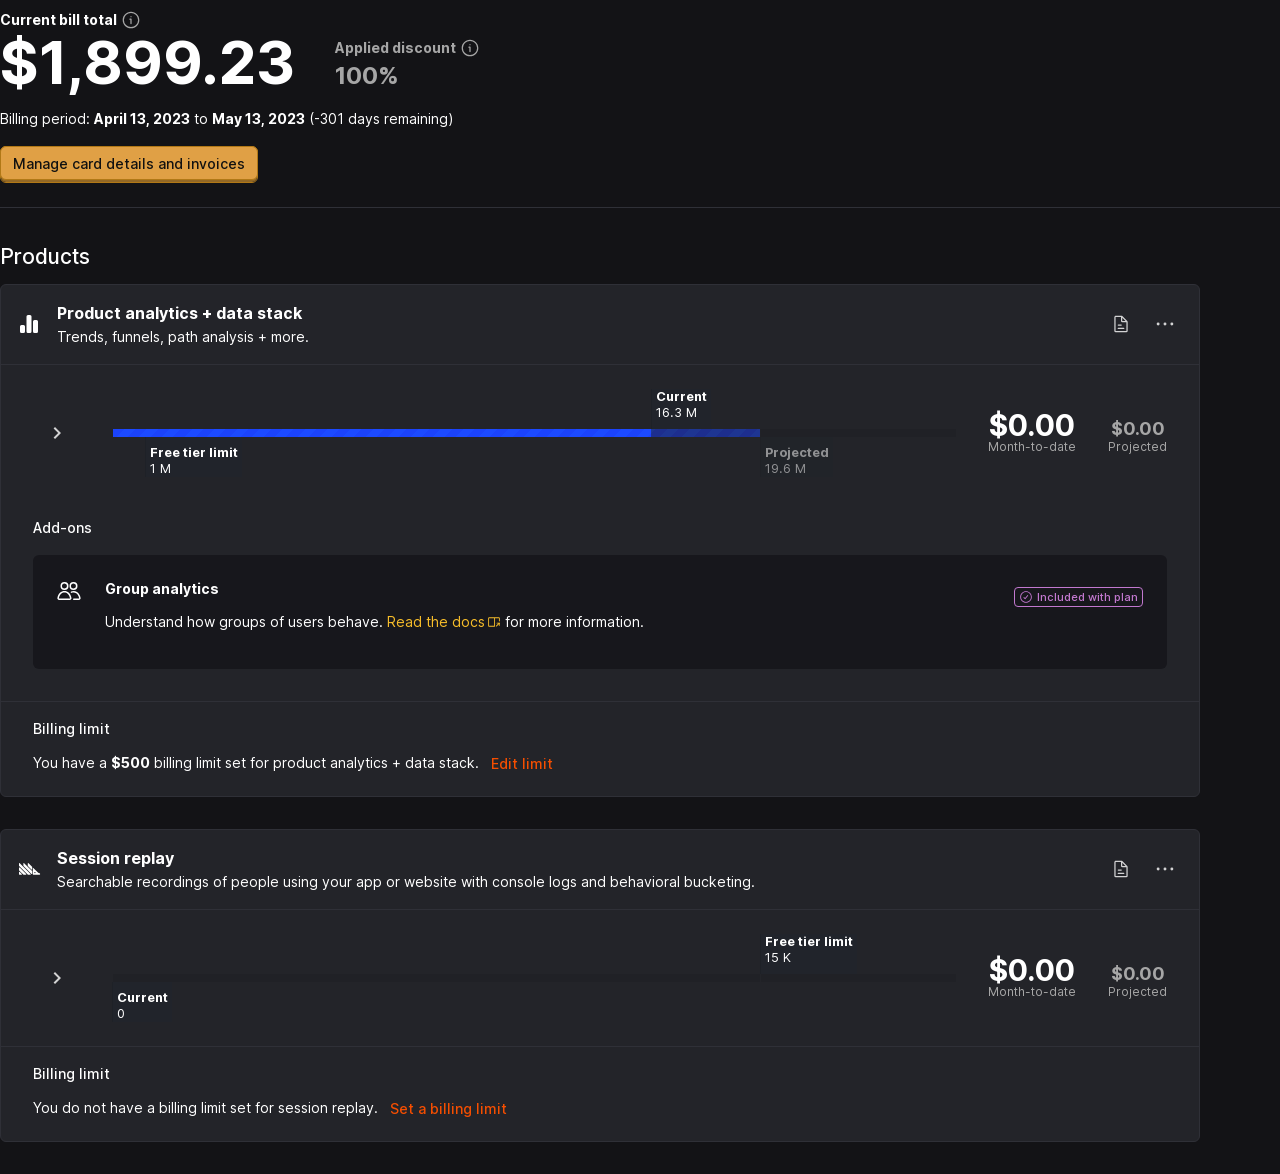 Current bill total
$1,899.23
Applied discount
100%
Billing period: April 13, 2023 to May 13, 2023 (-301 days remaining)
Manage card details and invoices
Products
Product analytics + data stack
Trends, funnels, path analysis + more.
Current
16.3 M
Free tier limit
1 M
Projected
19.6 M
$0.00
Month-to-date
$0.00
Projected
Add-ons
Group analytics
Understand how groups of users behave. Read the docs for more information.
Included with plan
Billing limit
You have a $500 billing limit set for product analytics + data stack. Edit limit
Session replay
Searchable recordings of people using your app or website with console logs and behavioral bucketing.
Free tier limit
15 K
Current
0
$0.00
Month-to-date
$0.00
Projected
Billing limit
You do not have a billing limit set for session replay. Set a billing limit